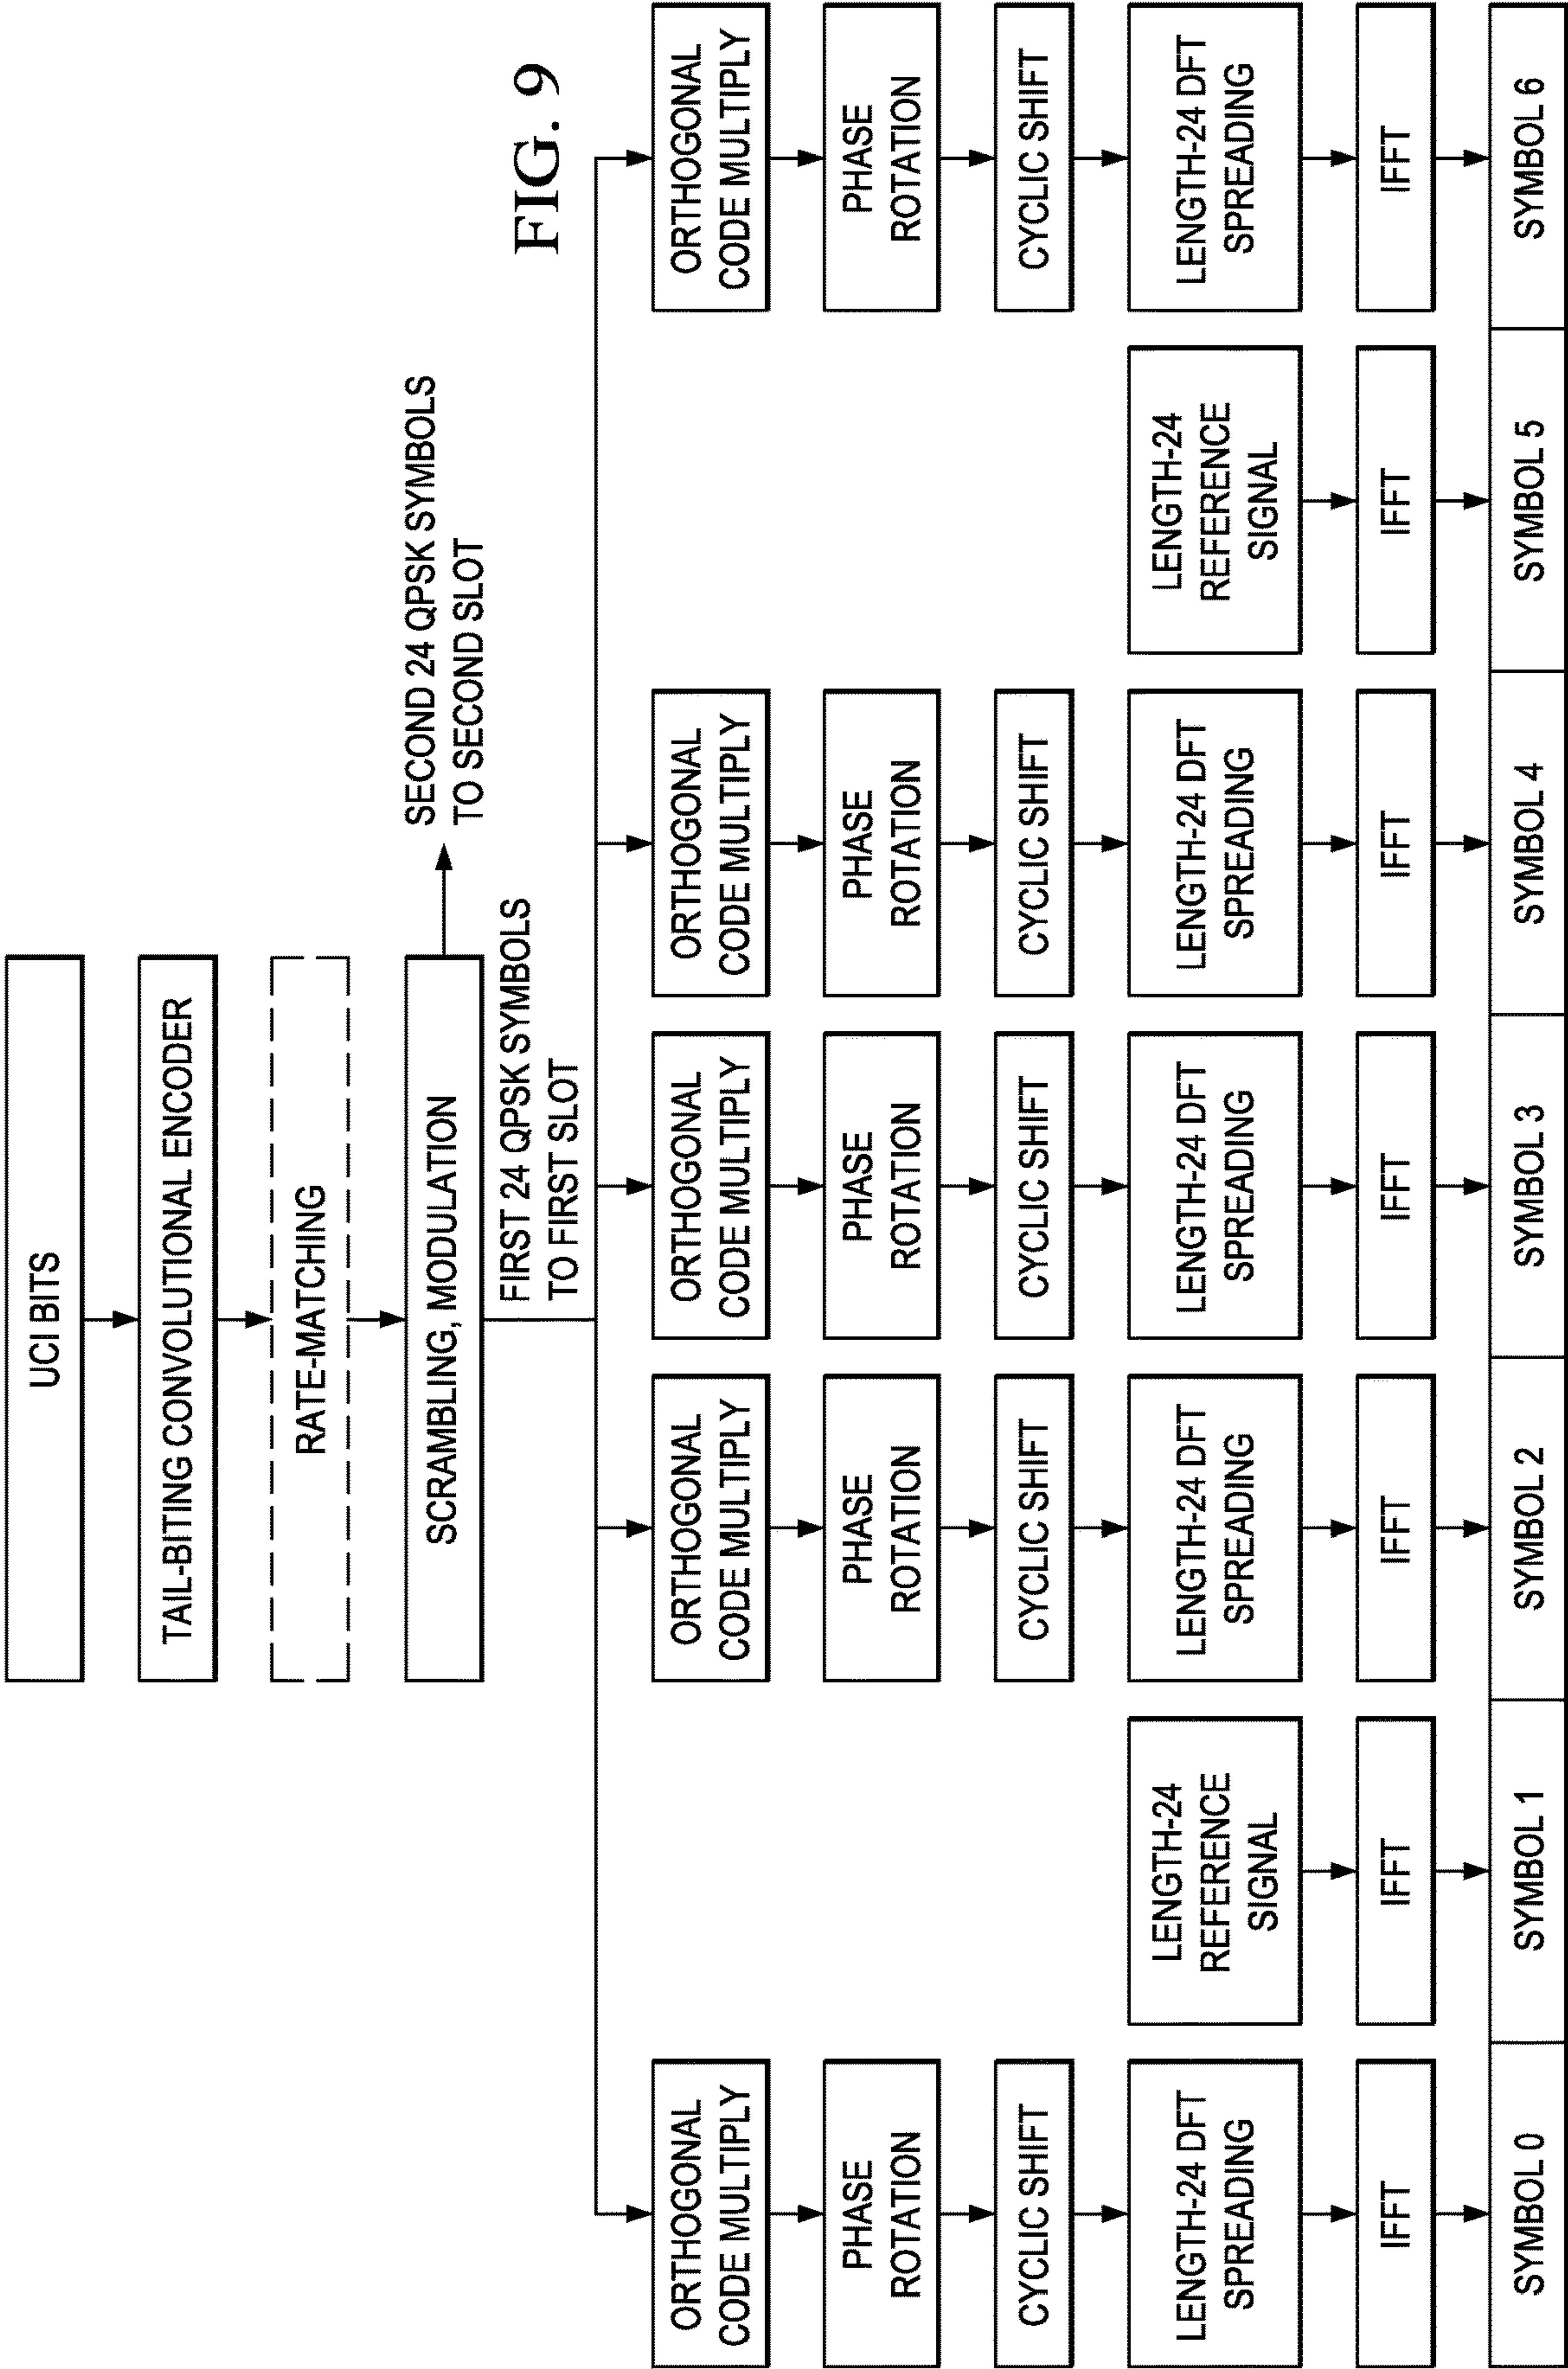 UCI BITS
TAIL-BITING CONVOLUTIONAL ENCODER
RATE-MATCHING
SCRAMBLING, MODULATION
SECOND 24 QPSK SYMBOLS
TO SECOND SLOT
FIRST 24 QPSK SYMBOLS
TO FIRST SLOT
FIG. 9
ORTHOGONAL
CODE MULTIPLY
PHASE
ROTATION
CYCLIC SHIFT
LENGTH-24 DFT
SPREADING
IFFT
SYMBOL 0
LENGTH-24
REFERENCE
SIGNAL
IFFT
SYMBOL 1
ORTHOGONAL
CODE MULTIPLY
PHASE
ROTATION
CYCLIC SHIFT
LENGTH-24 DFT
SPREADING
IFFT
SYMBOL 2
ORTHOGONAL
CODE MULTIPLY
PHASE
ROTATION
CYCLIC SHIFT
LENGTH-24 DFT
SPREADING
IFFT
SYMBOL 3
ORTHOGONAL
CODE MULTIPLY
PHASE
ROTATION
CYCLIC SHIFT
LENGTH-24 DFT
SPREADING
IFFT
SYMBOL 4
LENGTH-24
REFERENCE
SIGNAL
IFFT
SYMBOL 5
ORTHOGONAL
CODE MULTIPLY
PHASE
ROTATION
CYCLIC SHIFT
LENGTH-24 DFT
SPREADING
IFFT
SYMBOL 6